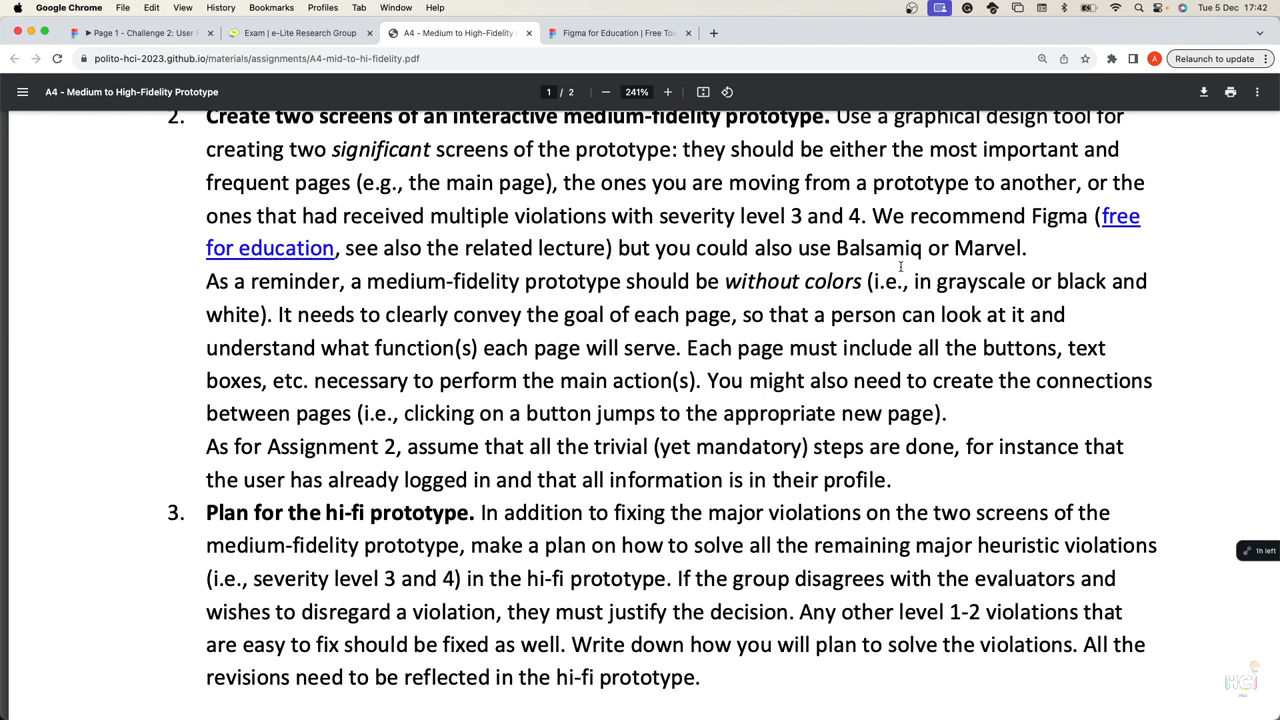 Google Chrome File Edit View History Bookmarks Profiles Tab Window Help Tue 5 Dec 17:42
Page 1 - Challenge 2: User Exam | e-Lite Research Group A4 - Medium to High-Fidelity Figma for Education | Free Too
polito-hci-2023.github.io/materials/assignments/A4-mid-to-hi-fidelity.pdf A Relaunch to update
A4 - Medium to High-Fidelity Prototype 1 / 2 241%
2. Create two screens of an interactive medium-fidelity prototype. Use a graphical design tool for
creating two significant screens of the prototype: they should be either the most important and
frequent pages (e.g., the main page), the ones you are moving from a prototype to another, or the
ones that had received multiple violations with severity level 3 and 4. We recommend Figma (free
for education, see also the related lecture) but you could also use Balsamiq or Marvel.
As a reminder, a medium-fidelity prototype should be without colors (i.e., in grayscale or black and
white). It needs to clearly convey the goal of each page, so that a person can look at it and
understand what function(s) each page will serve. Each page must include all the buttons, text
boxes, etc. necessary to perform the main action(s). You might also need to create the connections
between pages (i.e., clicking on a button jumps to the appropriate new page).
As for Assignment 2, assume that all the trivial (yet mandatory) steps are done, for instance that
the user has already logged in and that all information is in their profile.
3. Plan for the hi-fi prototype. In addition to fixing the major violations on the two screens of the
medium-fidelity prototype, make a plan on how to solve all the remaining major heuristic violations
1h left
(i.e., severity level 3 and 4) in the hi-fi prototype. If the group disagrees with the evaluators and
wishes to disregard a violation, they must justify the decision. Any other level 1-2 violations that
are easy to fix should be fixed as well. Write down how you will plan to solve the violations. All the
revisions need to be reflected in the hi-fi prototype.
HCI